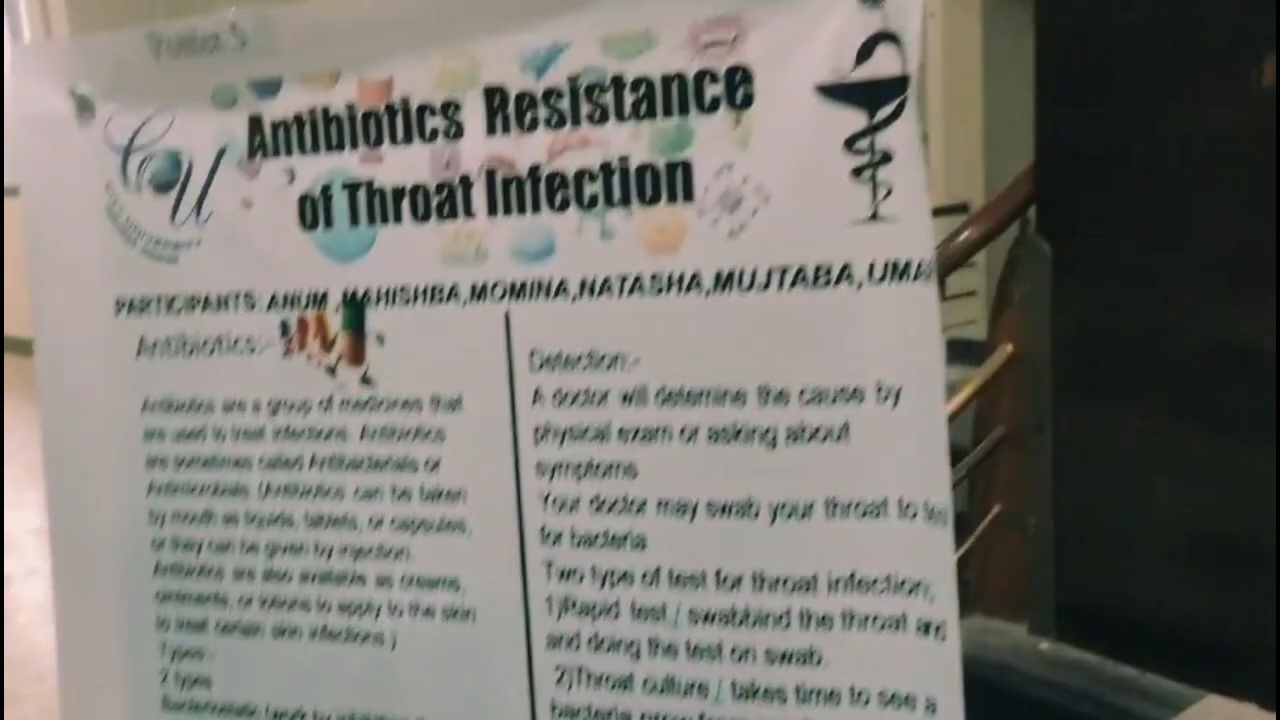 CU
Antibiotics Resistance
of Throat Infection
PARTICIPANTS: ANUM ,MAHISHBA,MOMINA,NATASHA,MUJTABA,UMA
Antibiotics:-
Antibiotics are a group of medicines that
are used to treat infections. Antibiotics
are sometimes called Antibacterials or
Antimicrobials. (Antibiotics can be taken
by mouth as liquids, tablets, or capsules,
or they can be given by injection.
Antibiotics are also available as creams,
ointments, or lotions to apply to the skin
to treat certain skin infections.)
Types:-
2 types
Detection:-
A doctor will detemine the cause by
physical exam or asking about
symptoms
Your doctor may swab your throat to
for bacteria
Two type of test for throat infection;
1)Rapid test / swabbind the throat and
and doing the test on swab.
2)Throat culture / takes time to see a
bacteria grow from